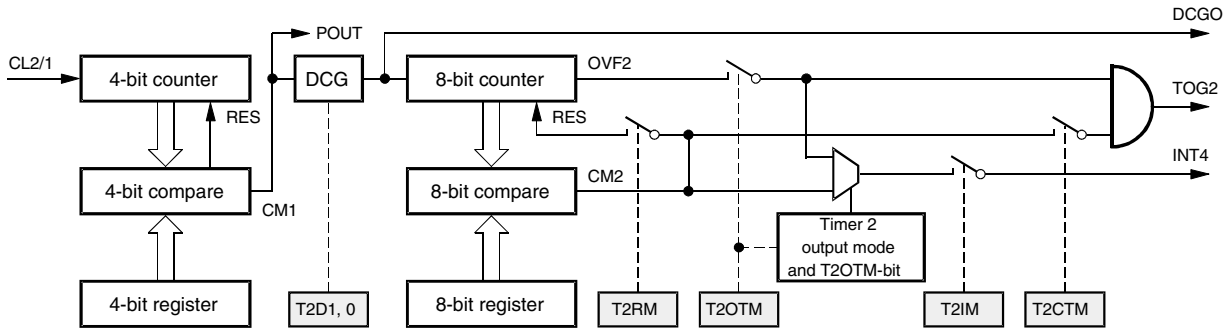 DCGO
POUT
CL2/1
4-bit counter
DCG
8-bit counter
OVF2
TOG2
RES
RES
INT4
4-bit compare
CM1
8-bit compare
CM2
Timer 2
output mode
and T2OTM-bit
4-bit register
T2D1, 0
8-bit register
T2RM
T2OTM
T2IM
T2CTM